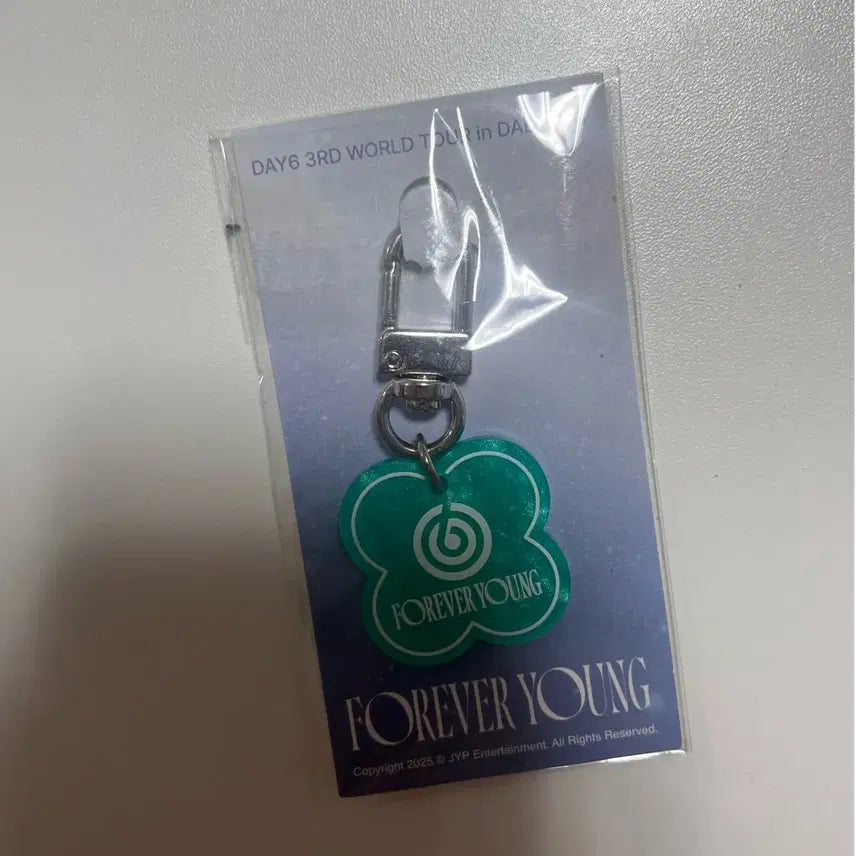 DAY6 3RD WORLD TOUR in
FOREVER YOUNG
FOREVER YOUNG
Copyright 2025 © JYP Entertainment. All Rights Reserved.